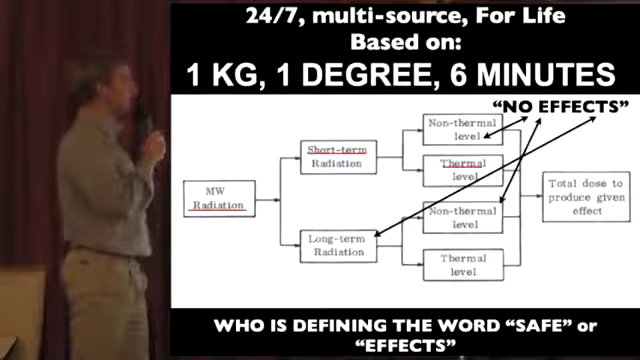 24/7, multi-source, For Life
Based on:
1 KG, 1 DEGREE, 6 MINUTES
“NO EFFECTS”
Non-thermal
level
Short-term
Radiation
Thermal
level
MW
Radiation
Total dose to
produce given
effect
Non-thermal
level
Long-term
Radiation
Thermal
level
WHO IS DEFINING THE WORD “SAFE” or
“EFFECTS”